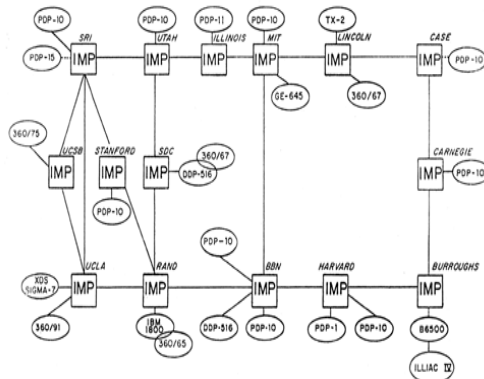 PDP-10
PDP-10
PDP-11
PDP-10
TX-2
SRI
UTAH
ILLINOIS
MIT
LINCOLN
CASE
PDP-15
IMP
IMP
IMP
IMP
IMP
IMP
PDP-10
GE-645
360/67
360/75
UCSB
STANFORD
SDC
360/67
CARNEGIE
IMP
IMP
IMP
DDP-516
IMP
PDP-10
PDP-10
PDP-10
UCLA
RAND
BBN
HARVARD
BURROUGHS
XDS
SIGMA-7
IMP
IMP
IMP
IMP
IMP
360/91
IBM
1800
360/65
DDP-516
PDP-10
PDP-1
PDP-10
B6500
ILLIAC IV